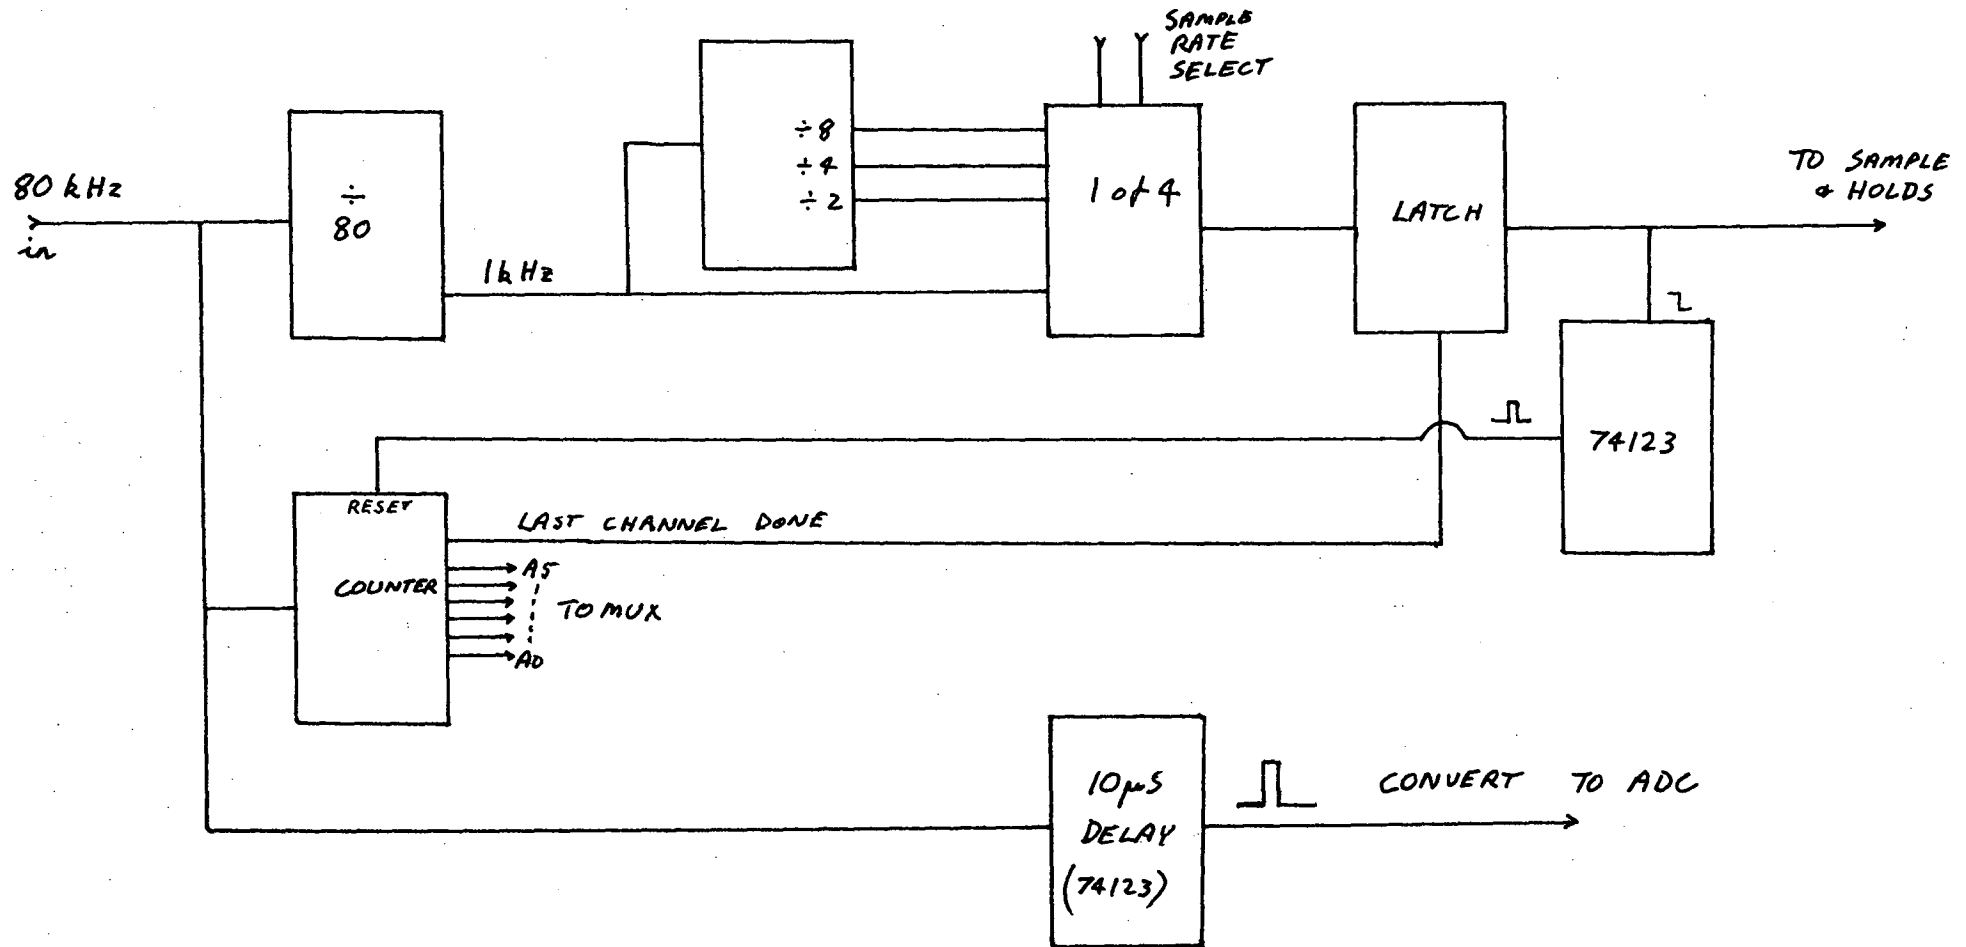 SAMPLE
RATE
SELECT
80 kHz
in
÷
80
1kHz
÷8
÷4
÷2
1 of 4
LATCH
TO SAMPLE
& HOLDS
74123
RESET
COUNTER
LAST CHANNEL DONE
A5
TO MUX
A0
10µS
DELAY
(74123)
CONVERT TO ADC